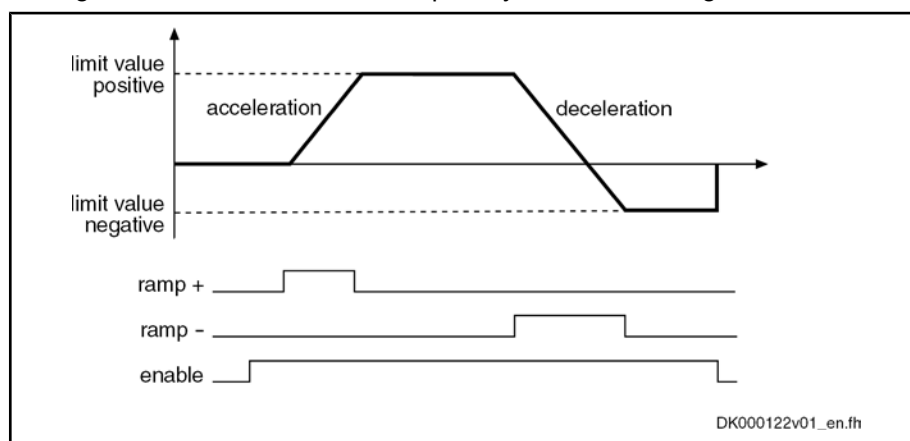 limit value
positive
acceleration
deceleration
limit value
negative
ramp +
ramp -
enable
DK000122v01_en.fh